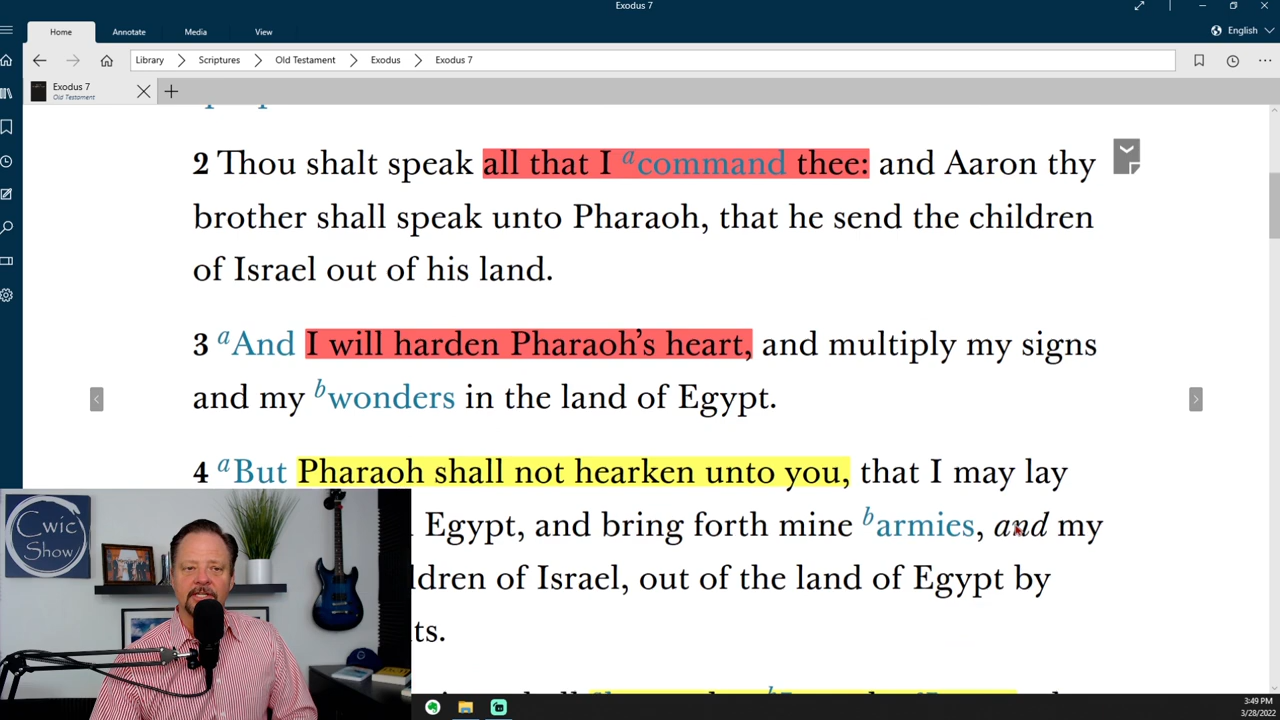 Exodus 7
Home Annotate Media View
English
Library Scriptures Old Testament Exodus Exodus 7
Exodus 7
Old Testament
2 Thou shalt speak all that I a command thee: and Aaron thy
brother shall speak unto Pharaoh, that he send the children
of Israel out of his land.
3 a And I will harden Pharaoh’s heart, and multiply my signs
and my b wonders in the land of Egypt.
4 a But Pharaoh shall not hearken unto you, that I may lay
Egypt, and bring forth mine b armies, and my
ldren of Israel, out of the land of Egypt by
ts.
Cwic
Show
3:49 PM
3/28/2022